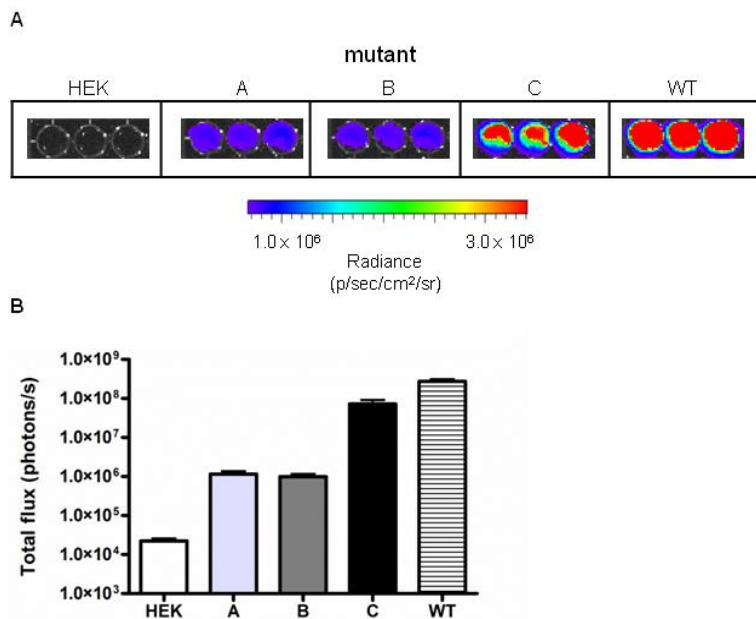 A
mutant
HEK A B C WT
1.0 x 10⁶ 3.0 x 10⁶
Radiance
(p/sec/cm²/sr)
B
Total flux (photons/s)
1.0×10⁹
1.0×10⁸
1.0×10⁷
1.0×10⁶
1.0×10⁵
1.0×10⁴
1.0×10³
HEK A B C WT